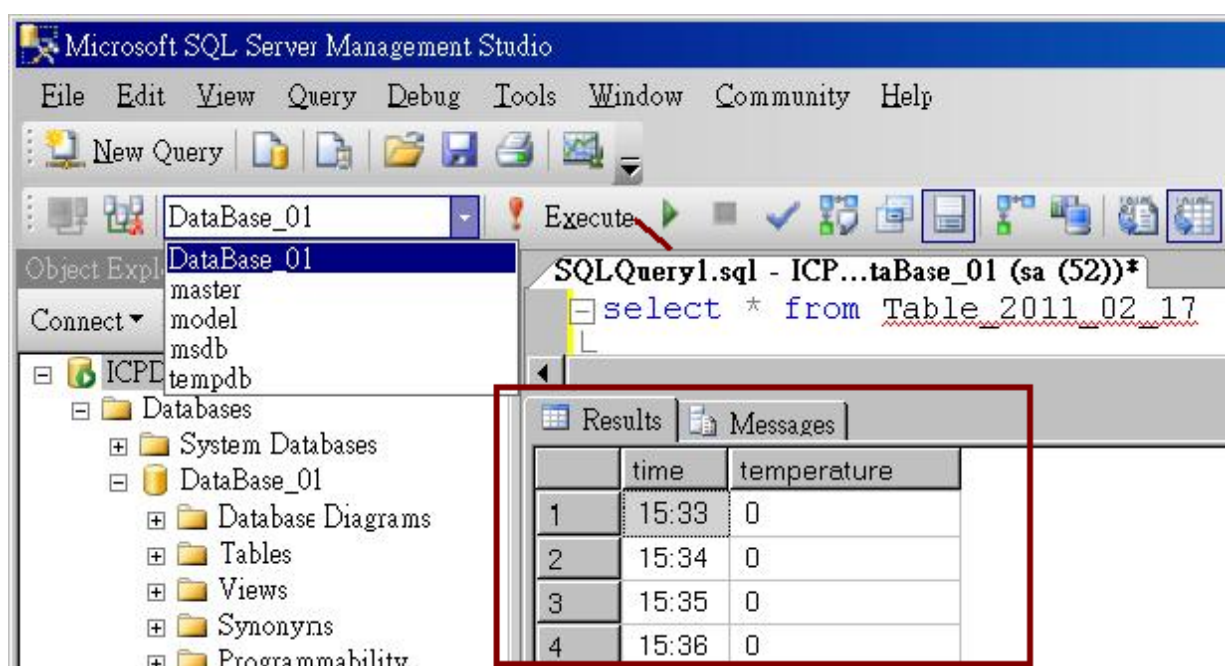 Microsoft SQL Server Management Studio
File Edit View Query Debug Tools Window Community Help
New Query
DataBase_01 Execute
DataBase_01
master
model
msdb
tempdb
Object Expl
Connect
ICPD
Databases
System Databases
DataBase_01
Database Diagrams
Tables
Views
Synonyms
Programmability
SQLQuery1.sql - ICP...taBase_01 (sa (52))*
select * from Table_2011_02_17
Results Messages
time temperature
1 15:33 0
2 15:34 0
3 15:35 0
4 15:36 0